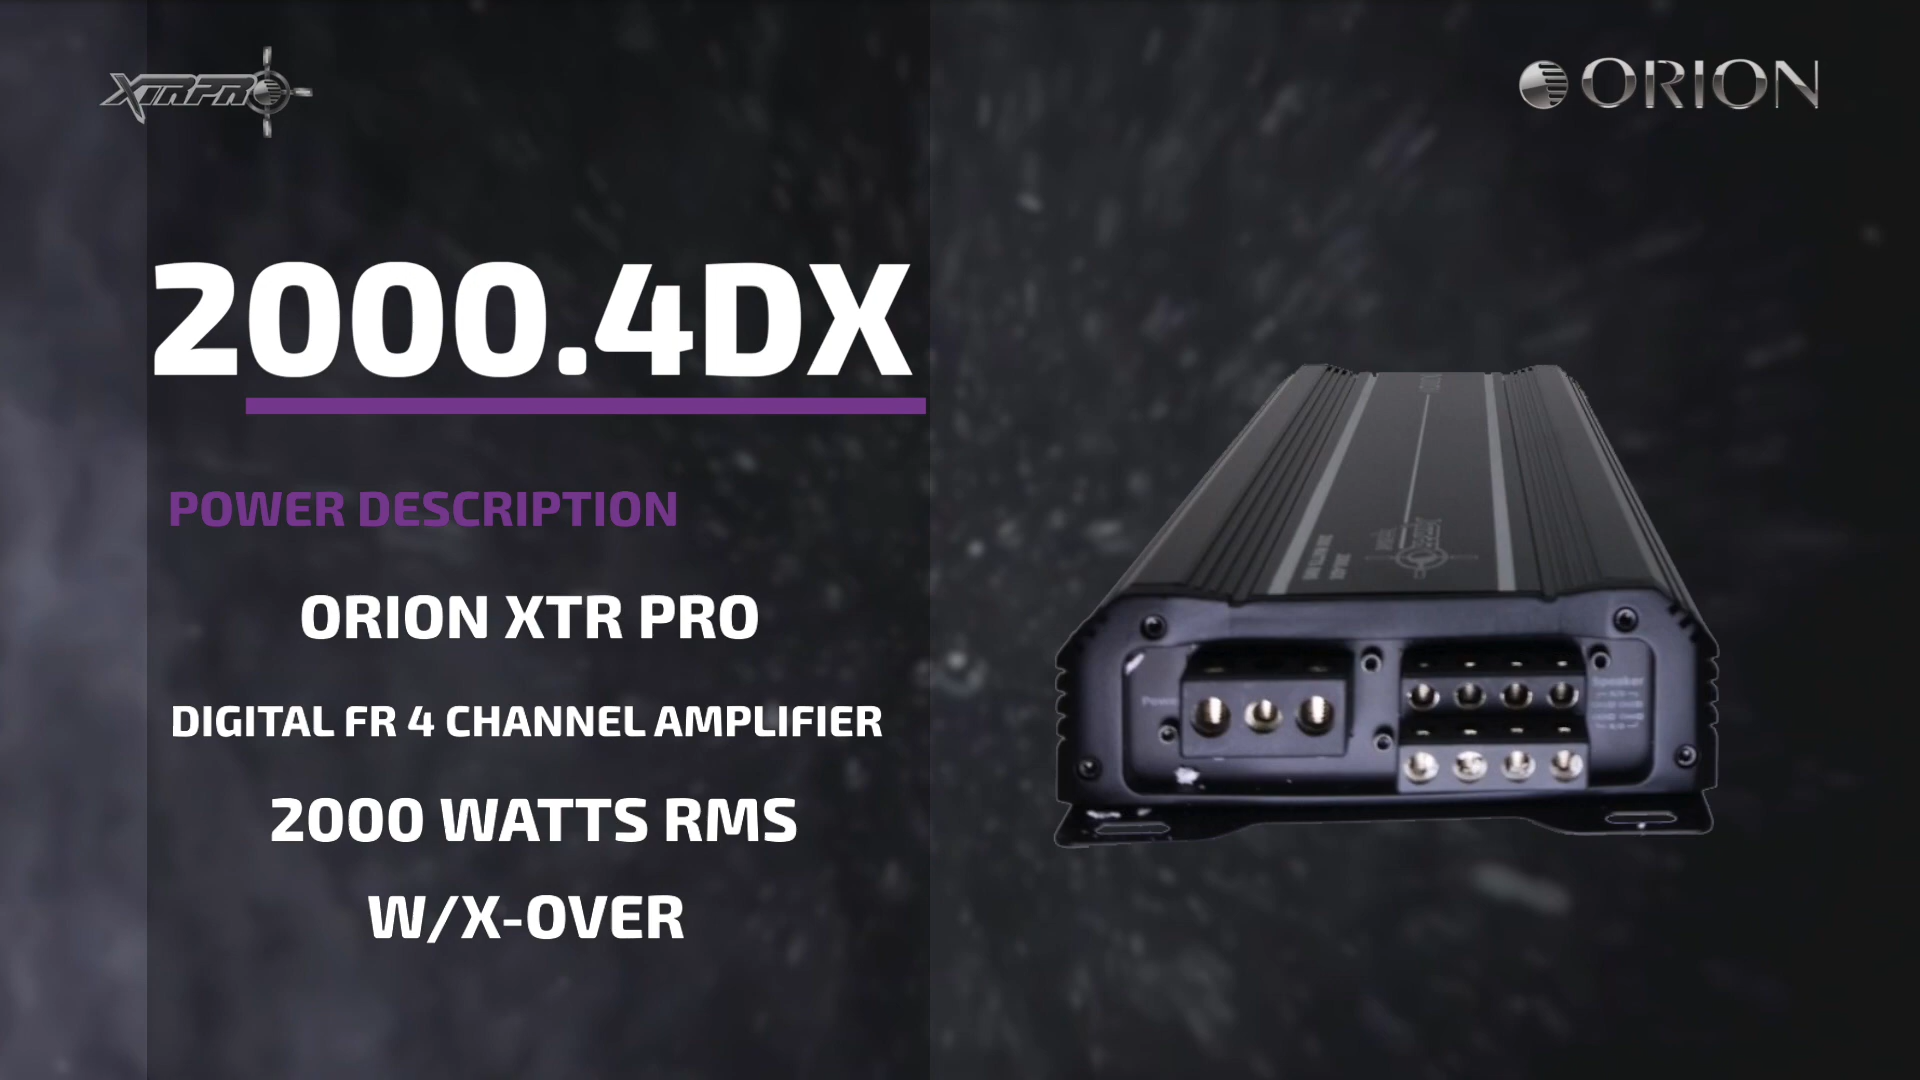 XTRPRO
ORION
2000.4DX
POWER DESCRIPTION
ORION XTR PRO
DIGITAL FR 4 CHANNEL AMPLIFIER
2000 WATTS RMS
W/X-OVER
Power
Speaker